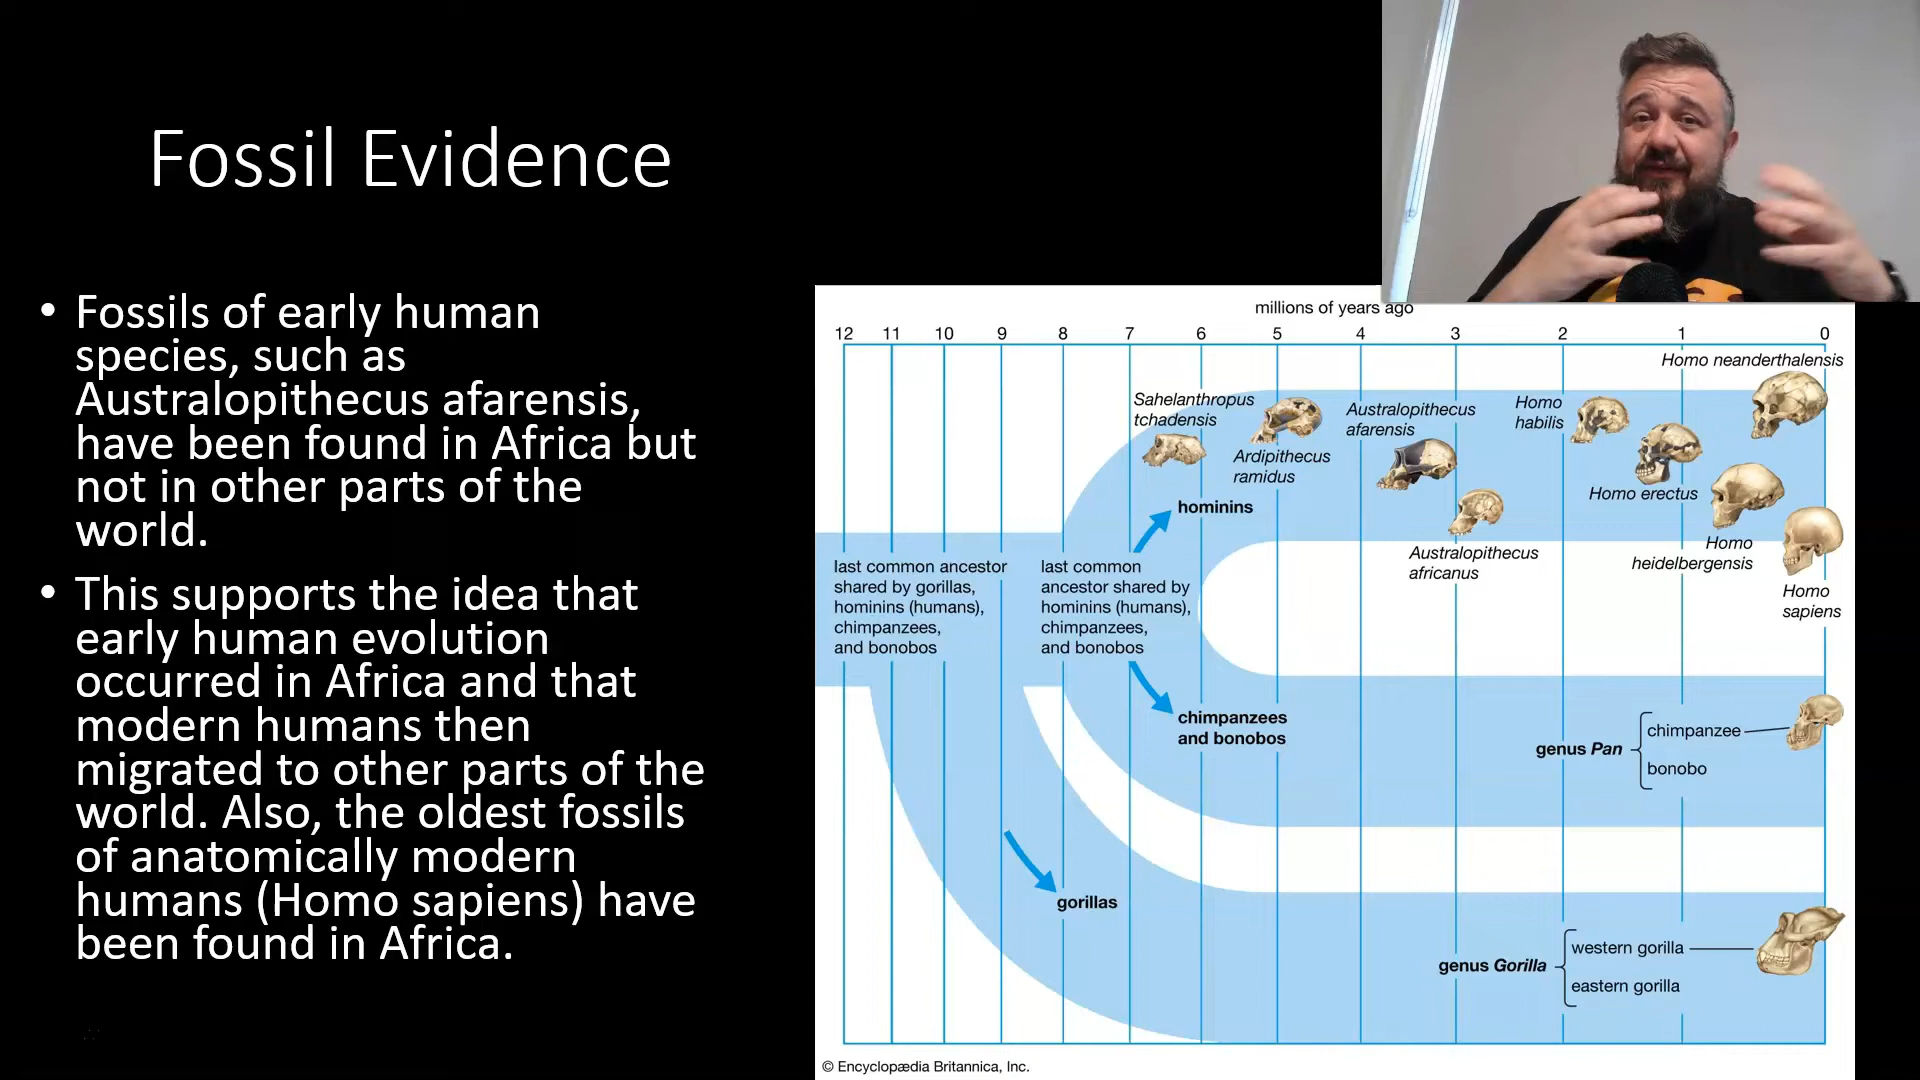 Fossil Evidence
• Fossils of early human
species, such as
Australopithecus afarensis,
have been found in Africa but
not in other parts of the
world.
• This supports the idea that
early human evolution
occurred in Africa and that
modern humans then
migrated to other parts of the
world. Also, the oldest fossils
of anatomically modern
humans (Homo sapiens) have
been found in Africa.
millions of years ago
12 11 10 9 8 7 6 5 4 3 2 1 0
Homo neanderthalensis
Sahelanthropus
tchadensis
Ardipithecus
ramidus
Australopithecus
afarensis
Australopithecus
africanus
Homo
habilis
Homo erectus
Homo
heidelbergensis
Homo
sapiens
hominins
last common ancestor
shared by gorillas,
hominins (humans),
chimpanzees,
and bonobos
last common
ancestor shared by
hominins (humans),
chimpanzees,
and bonobos
chimpanzees
and bonobos
genus Pan
chimpanzee
bonobo
gorillas
genus Gorilla
western gorilla
eastern gorilla
© Encyclopædia Britannica, Inc.